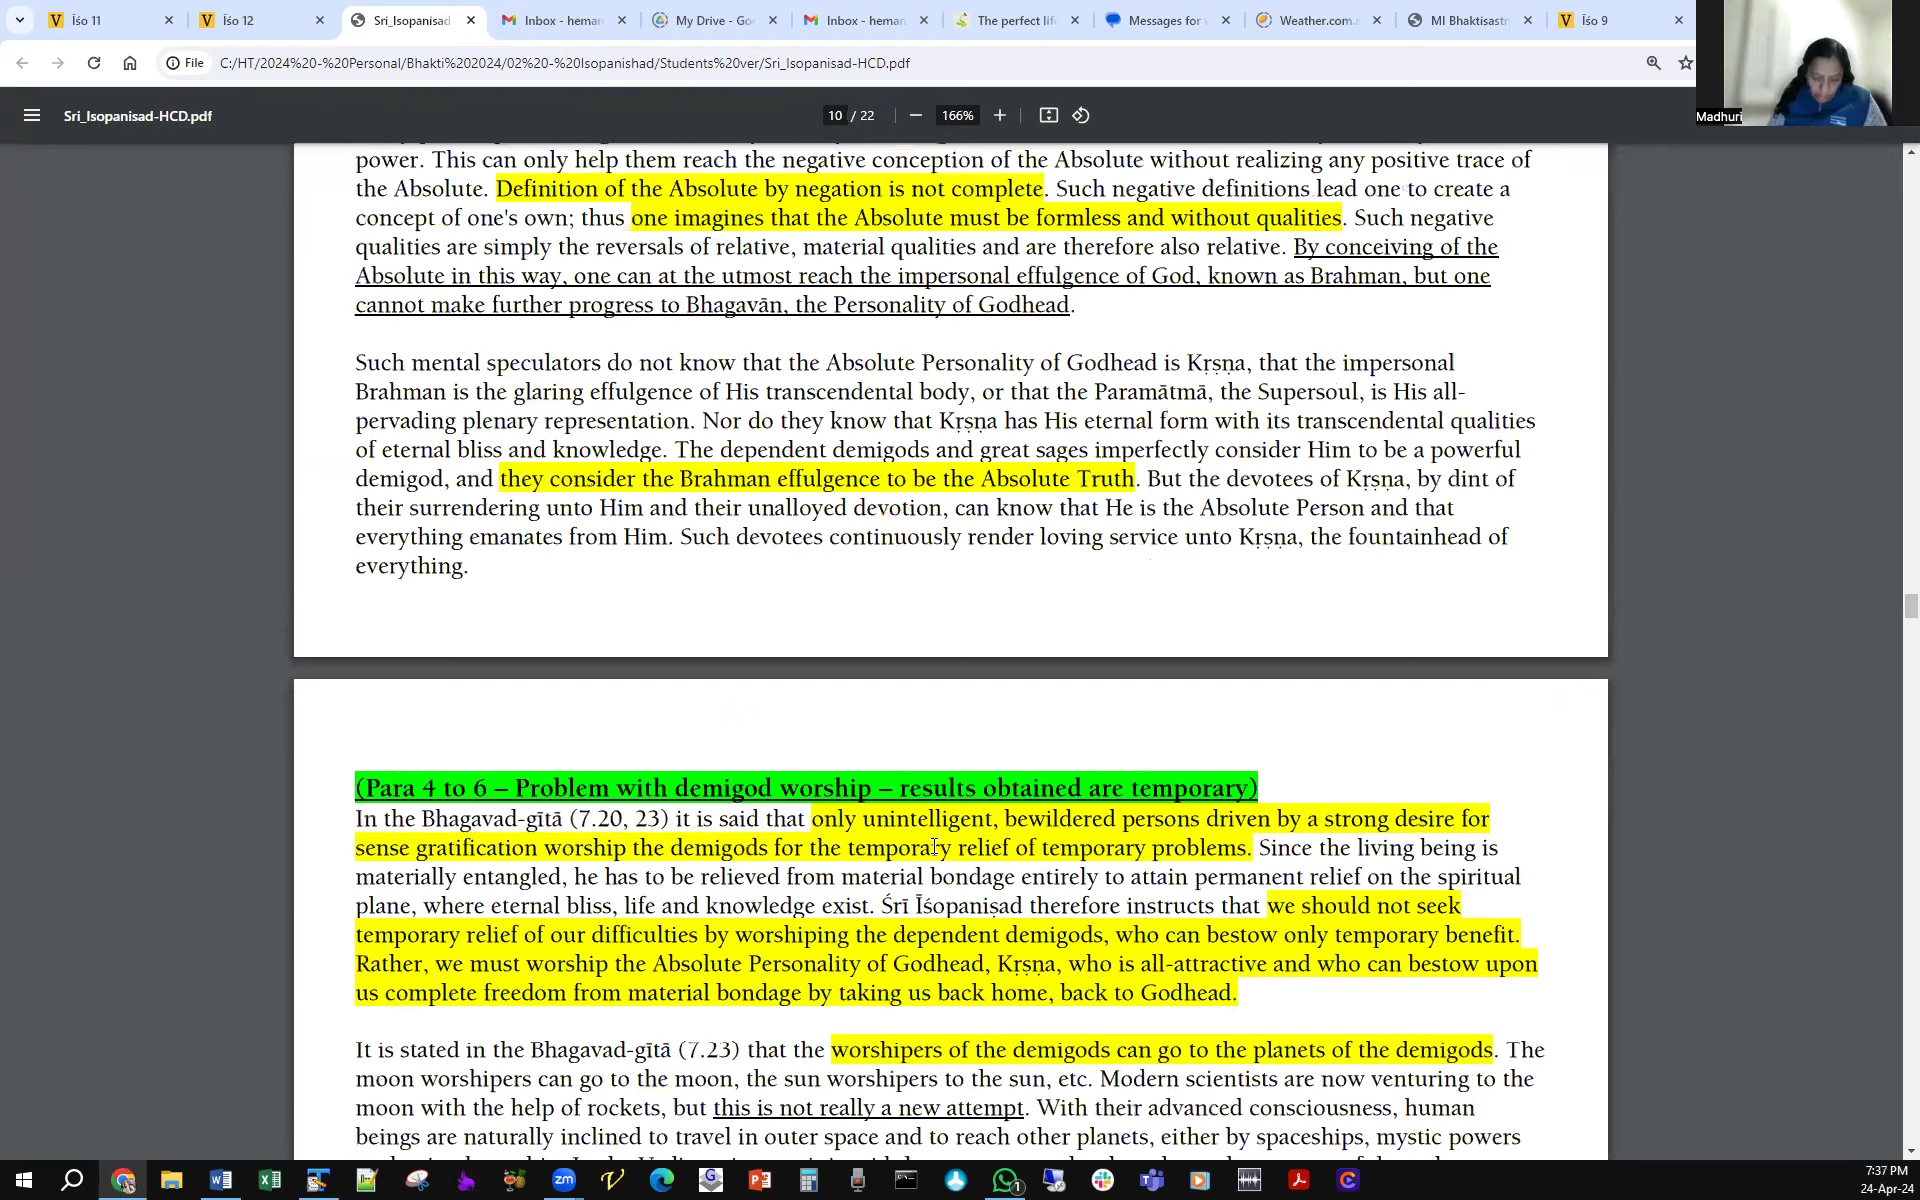 Īśo 11
Īśo 12
Sri_Isopanisad
Inbox - heman
My Drive - Goo
Inbox - heman
The perfect life
Messages for w
Weather.com.a
MI Bhaktisastr
Īśo 9
File
C:/HT/2024%20-%20Personal/Bhakti%202024/02%20-%20Isopanishad/Students%20ver/Sri_Isopanisad-HCD.pdf
Madhuri
Sri_Isopanisad-HCD.pdf
10 / 22
166%
power. This can only help them reach the negative conception of the Absolute without realizing any positive trace of
the Absolute. Definition of the Absolute by negation is not complete. Such negative definitions lead one to create a
concept of one's own; thus one imagines that the Absolute must be formless and without qualities. Such negative
qualities are simply the reversals of relative, material qualities and are therefore also relative. By conceiving of the
Absolute in this way, one can at the utmost reach the impersonal effulgence of God, known as Brahman, but one
cannot make further progress to Bhagavān, the Personality of Godhead.
Such mental speculators do not know that the Absolute Personality of Godhead is Kṛṣṇa, that the impersonal
Brahman is the glaring effulgence of His transcendental body, or that the Paramātmā, the Supersoul, is His all-
pervading plenary representation. Nor do they know that Kṛṣṇa has His eternal form with its transcendental qualities
of eternal bliss and knowledge. The dependent demigods and great sages imperfectly consider Him to be a powerful
demigod, and they consider the Brahman effulgence to be the Absolute Truth. But the devotees of Kṛṣṇa, by dint of
their surrendering unto Him and their unalloyed devotion, can know that He is the Absolute Person and that
everything emanates from Him. Such devotees continuously render loving service unto Kṛṣṇa, the fountainhead of
everything.
(Para 4 to 6 – Problem with demigod worship – results obtained are temporary)
In the Bhagavad-gītā (7.20, 23) it is said that only unintelligent, bewildered persons driven by a strong desire for
sense gratification worship the demigods for the temporary relief of temporary problems. Since the living being is
materially entangled, he has to be relieved from material bondage entirely to attain permanent relief on the spiritual
plane, where eternal bliss, life and knowledge exist. Śrī Īśopaniṣad therefore instructs that we should not seek
temporary relief of our difficulties by worshiping the dependent demigods, who can bestow only temporary benefit.
Rather, we must worship the Absolute Personality of Godhead, Kṛṣṇa, who is all-attractive and who can bestow upon
us complete freedom from material bondage by taking us back home, back to Godhead.
It is stated in the Bhagavad-gītā (7.23) that the worshipers of the demigods can go to the planets of the demigods. The
moon worshipers can go to the moon, the sun worshipers to the sun, etc. Modern scientists are now venturing to the
moon with the help of rockets, but this is not really a new attempt. With their advanced consciousness, human
beings are naturally inclined to travel in outer space and to reach other planets, either by spaceships, mystic powers
7:37 PM
24-Apr-24